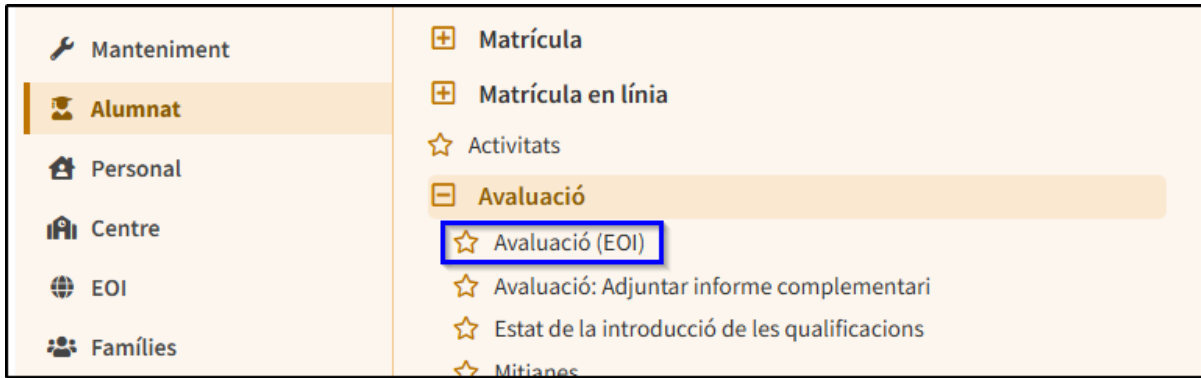 Manteniment
Alumnat
Personal
Centre
EOI
Famílies
Matrícula
Matrícula en línia
Activitats
Avaluació
Avaluació (EOI)
Avaluació: Adjuntar informe complementari
Estat de la introducció de les qualificacions
Mitjanes